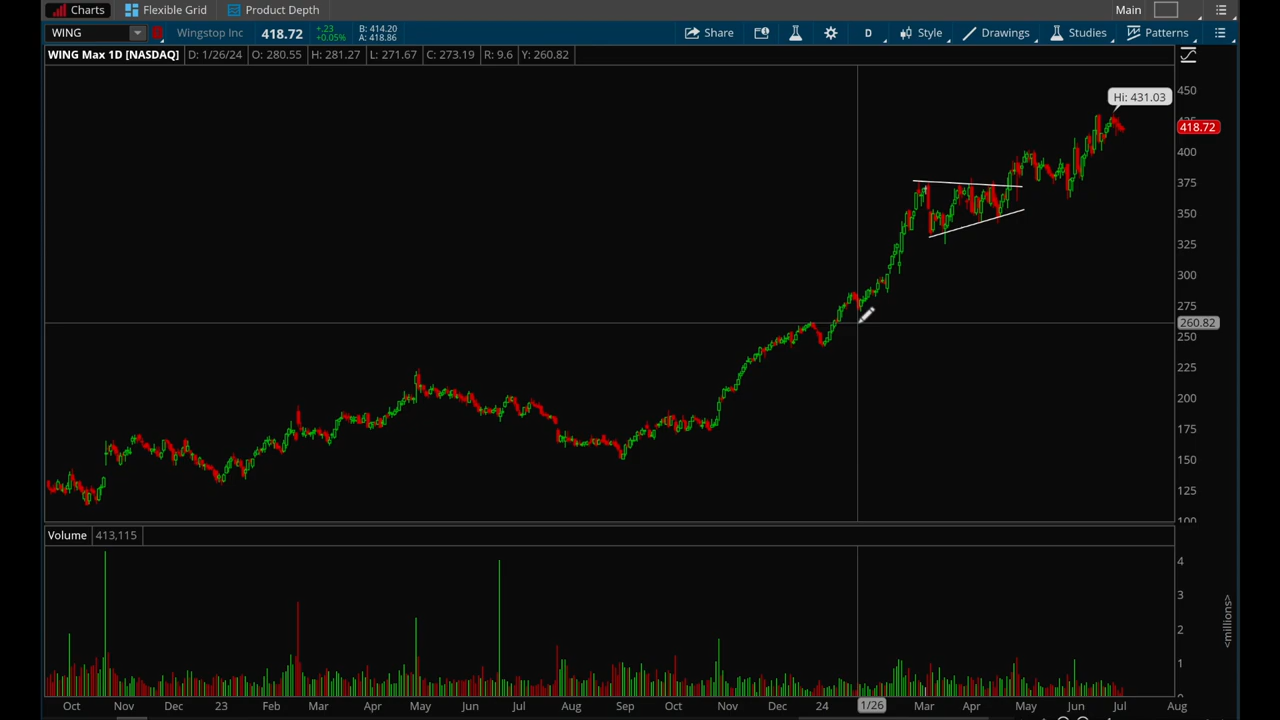 Charts Flexible Grid Product Depth Main
WING Wingstop Inc 418.72 +.23 +0.05% B: 414.20 A: 418.86 Share D Style Drawings Studies Patterns
WING Max 1D [NASDAQ] D: 1/26/24 O: 280.55 H: 281.27 L: 271.67 C: 273.19 R: 9.6 Y: 260.82
450
Hi: 431.03
418.72
400
375
350
325
300
275
260.82
250
225
200
175
150
125
100
Volume 413,115
4
3
2
1
<millions>
Oct Nov Dec 23 Feb Mar Apr May Jun Jul Aug Sep Oct Nov Dec 24 1/26 Mar Apr May Jun Jul Aug